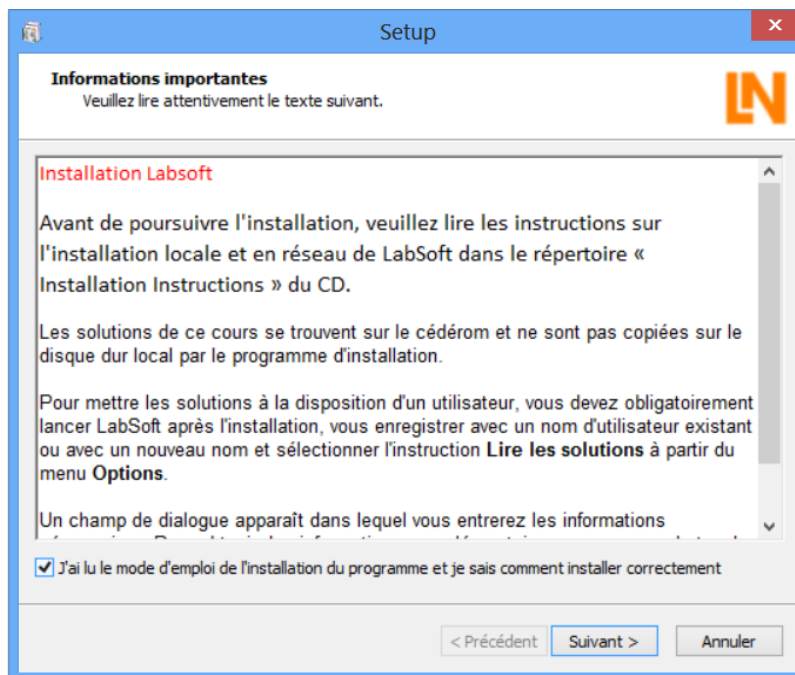 Setup
Informations importantes
Veuillez lire attentivement le texte suivant.
LN
Installation Labsoft
Avant de poursuivre l'installation, veuillez lire les instructions sur
l'installation locale et en réseau de LabSoft dans le répertoire «
Installation Instructions » du CD.
Les solutions de ce cours se trouvent sur le cédérom et ne sont pas copiées sur le
disque dur local par le programme d'installation.
Pour mettre les solutions à la disposition d'un utilisateur, vous devez obligatoirement
lancer LabSoft après l'installation, vous enregistrer avec un nom d'utilisateur existant
ou avec un nouveau nom et sélectionner l'instruction Lire les solutions à partir du
menu Options.
Un champ de dialogue apparaît dans lequel vous entrerez les informations
J'ai lu le mode d'emploi de l'installation du programme et je sais comment installer correctement
< Précédent
Suivant >
Annuler